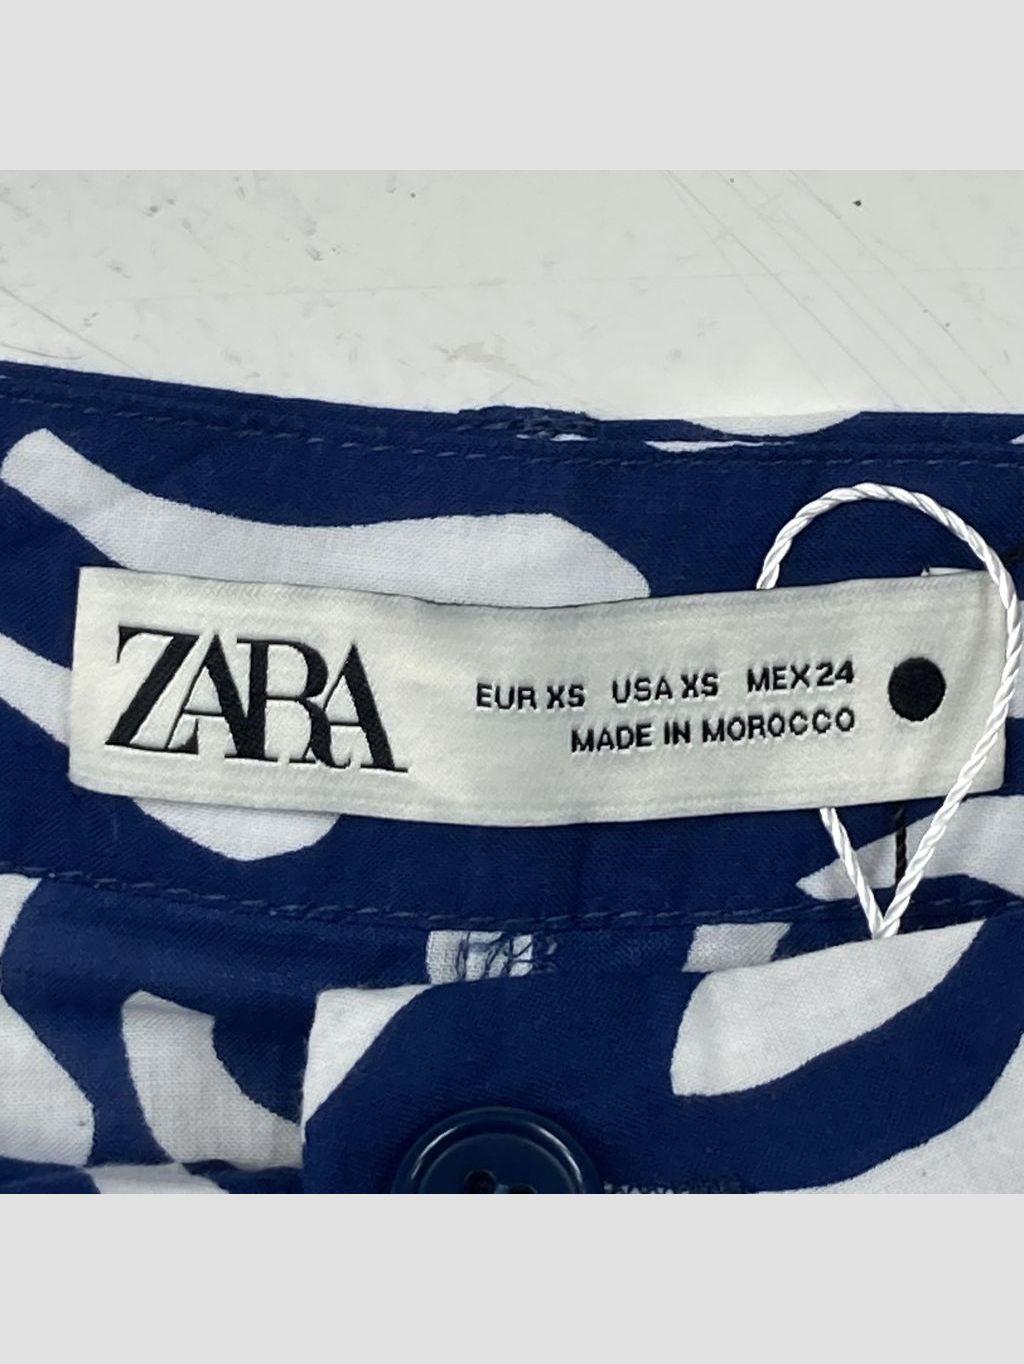 ZARA
EUR XS USA XS MEX 24
MADE IN MOROCCO